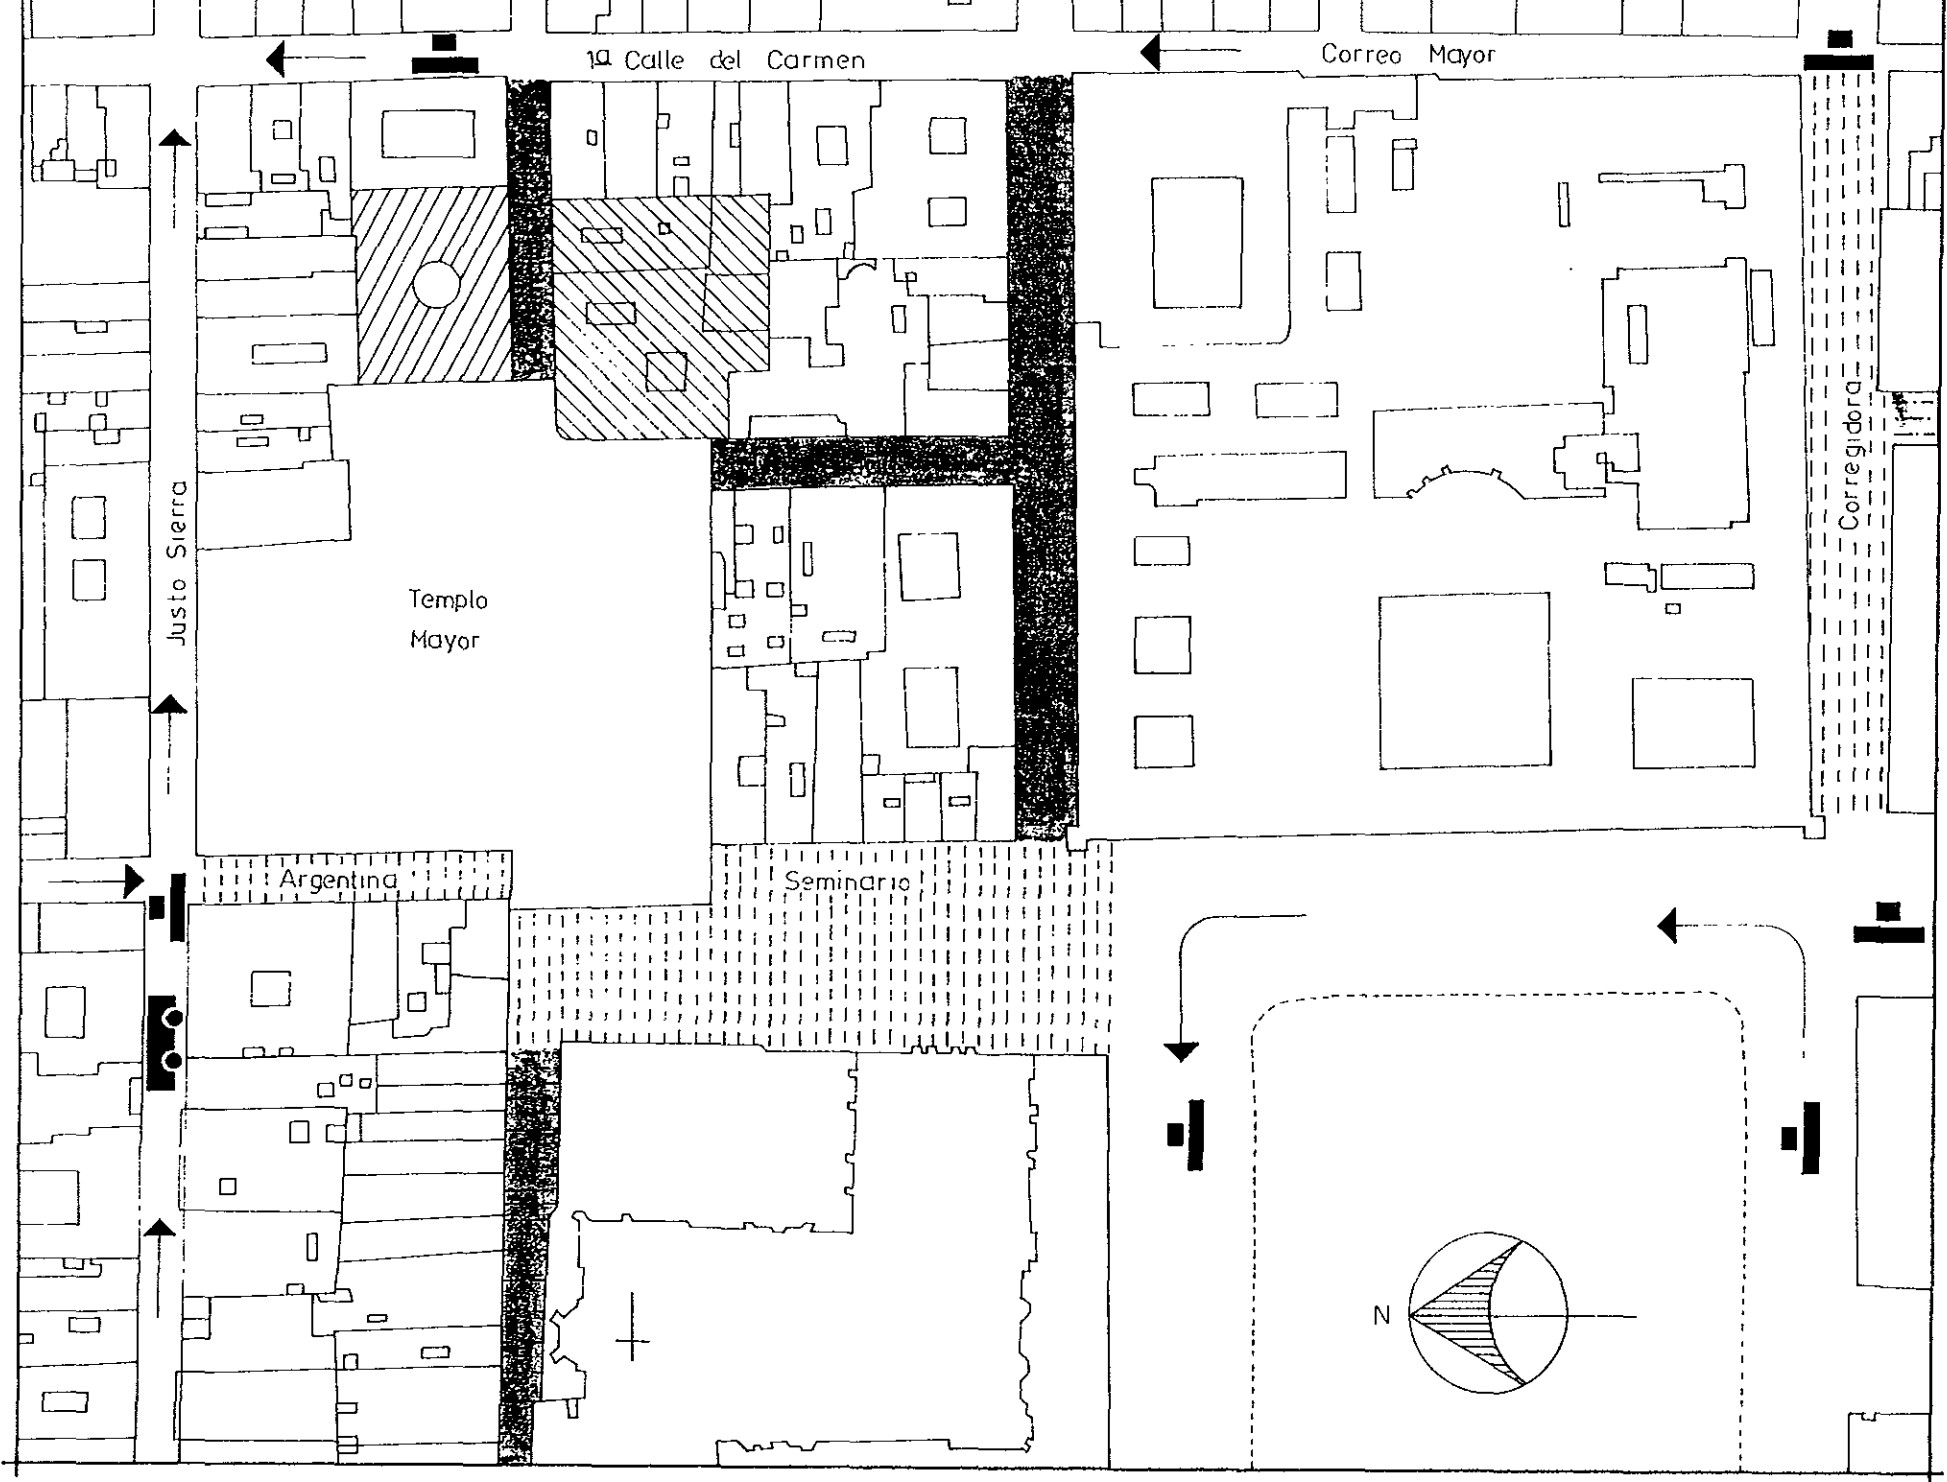 1ª Calle del Carmen
Correo Mayor
Justo Sierra
Corregidora
Templo
Mayor
Argentina
Seminario
N